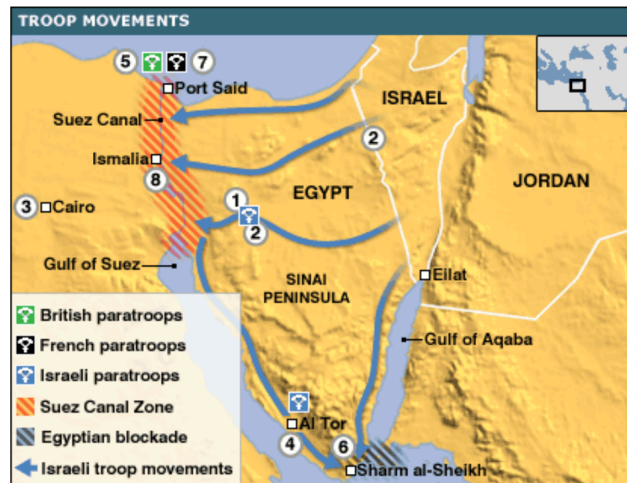 TROOP MOVEMENTS
5
7
Port Said
ISRAEL
Suez Canal
2
Ismalia
8
EGYPT
JORDAN
1
3
Cairo
2
Gulf of Suez
SINAI
PENINSULA
Eilat
British paratroops
French paratroops
Gulf of Aqaba
Israeli paratroops
Suez Canal Zone
Al Tor
Egyptian blockade
4
6
Israeli troop movements
Sharm al-Sheikh